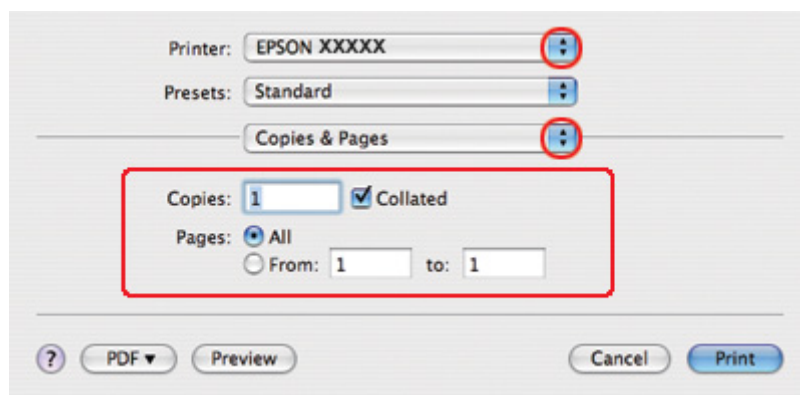 Printer: EPSON XXXXX
Presets: Standard
Copies & Pages
Copies: 1 Collated
Pages: All
From: 1 to: 1
? PDF Preview Cancel Print